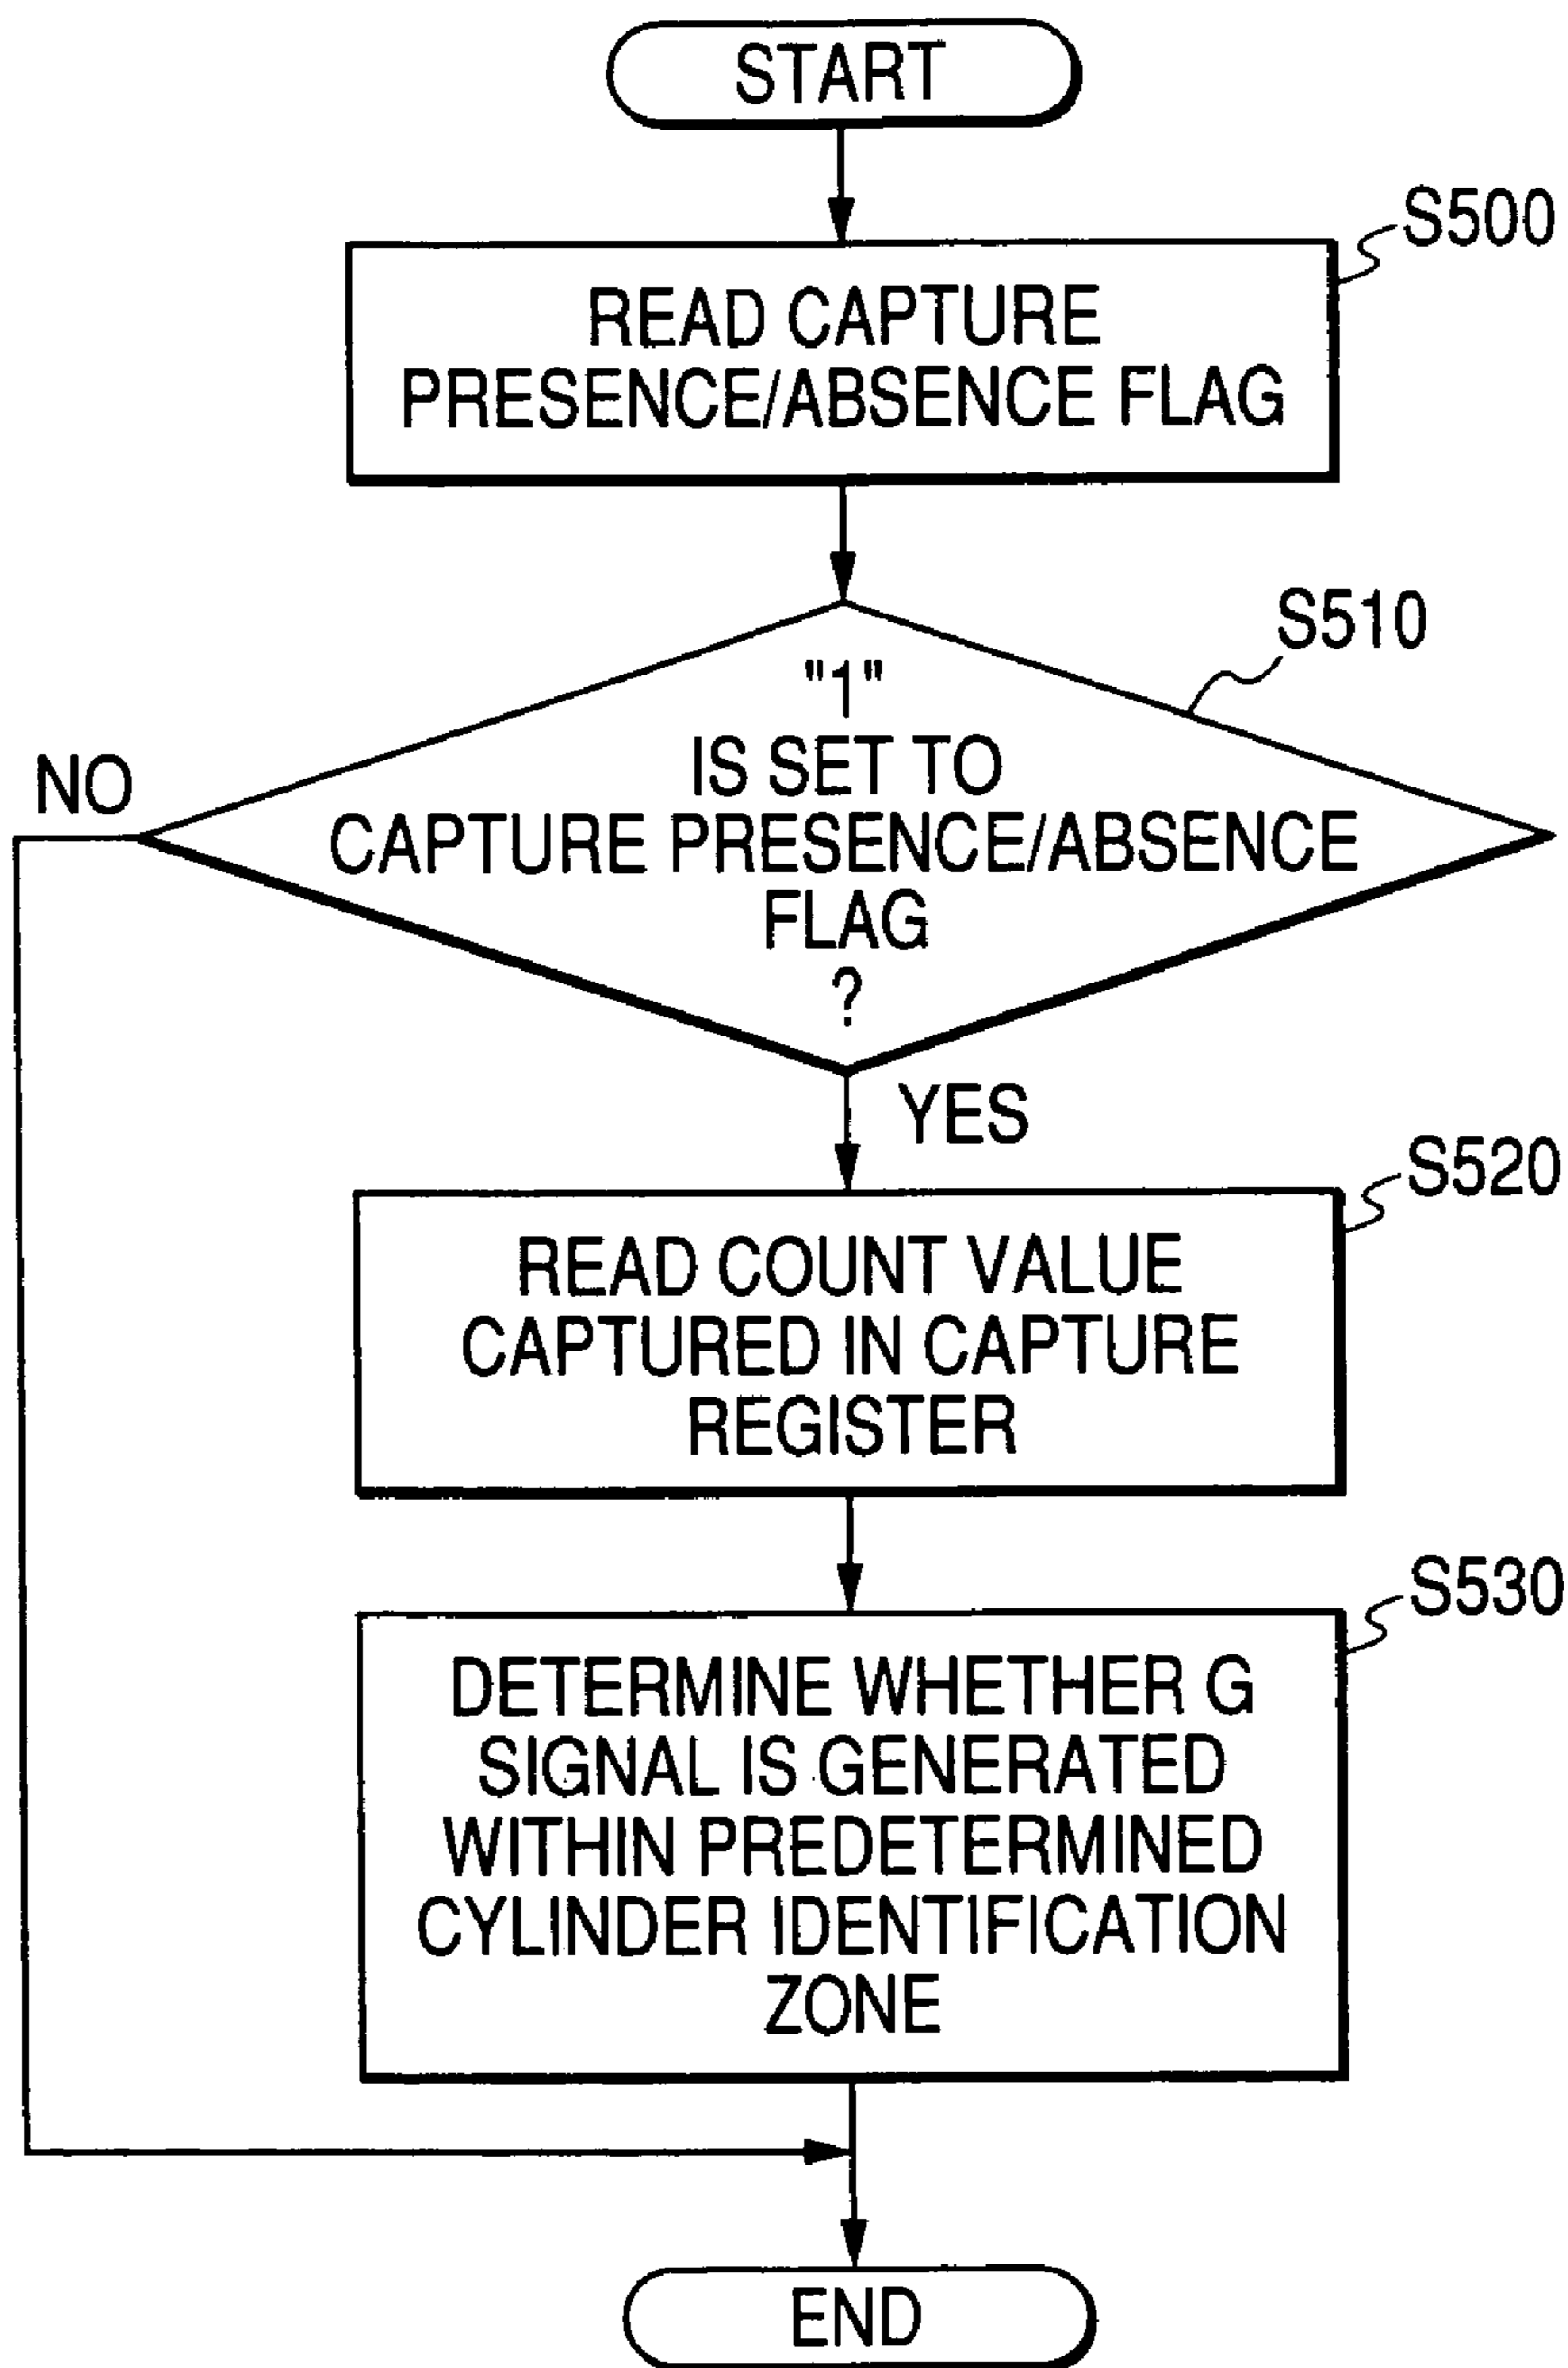 START
S500
READ CAPTURE
PRESENCE/ABSENCE FLAG
S510
"1"
IS SET TO
CAPTURE PRESENCE/ABSENCE
FLAG
?
NO
YES
S520
READ COUNT VALUE
CAPTURED IN CAPTURE
REGISTER
S530
DETERMINE WHETHER G
SIGNAL IS GENERATED
WITHIN PREDETERMINED
CYLINDER IDENTIFICATION
ZONE
END